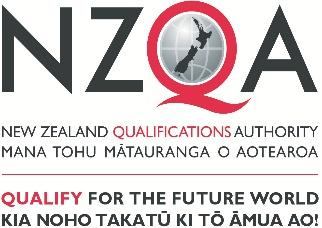 NZQA
NEW ZEALAND QUALIFICATIONS AUTHORITY
MANA TOHU MĀTAURANGA O AOTEAROA
QUALIFY FOR THE FUTURE WORLD
KIA NOHO TAKATŪ KI TŌ ĀMUA AO!